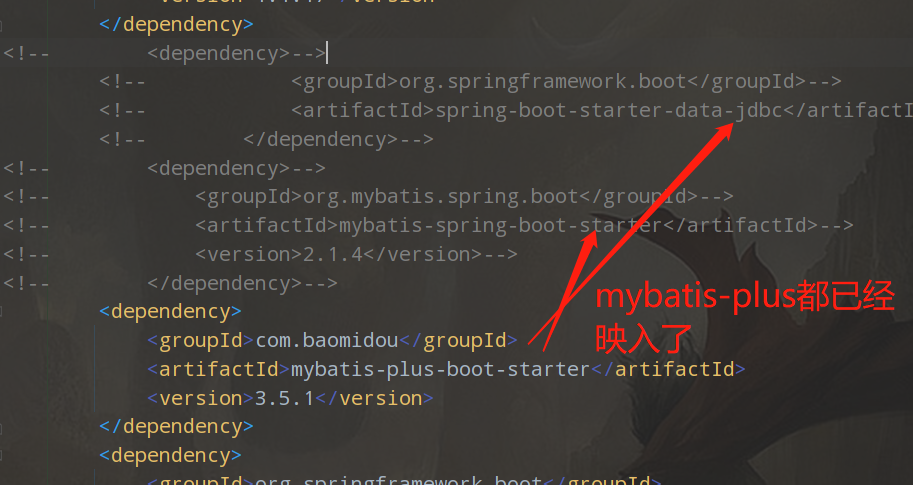 </dependency>
<!--        <dependency>-->
<!--            <groupId>org.springframework.boot</groupId>-->
<!--            <artifactId>spring-boot-starter-data-jdbc</artifactI
<!--        </dependency>-->
<!--        <dependency>-->
<!--            <groupId>org.mybatis.spring.boot</groupId>-->
<!--            <artifactId>mybatis-spring-boot-starter</artifactId>-->
<!--            <version>2.1.4</version>-->
<!--        </dependency>-->
<dependency>
<groupId>com.baomidou</groupId>
<artifactId>mybatis-plus-boot-starter</artifactId>
<version>3.5.1</version>
</dependency>
<dependency>
<groupId>org.springframework.boot</groupId>
mybatis-plus都已经
映入了